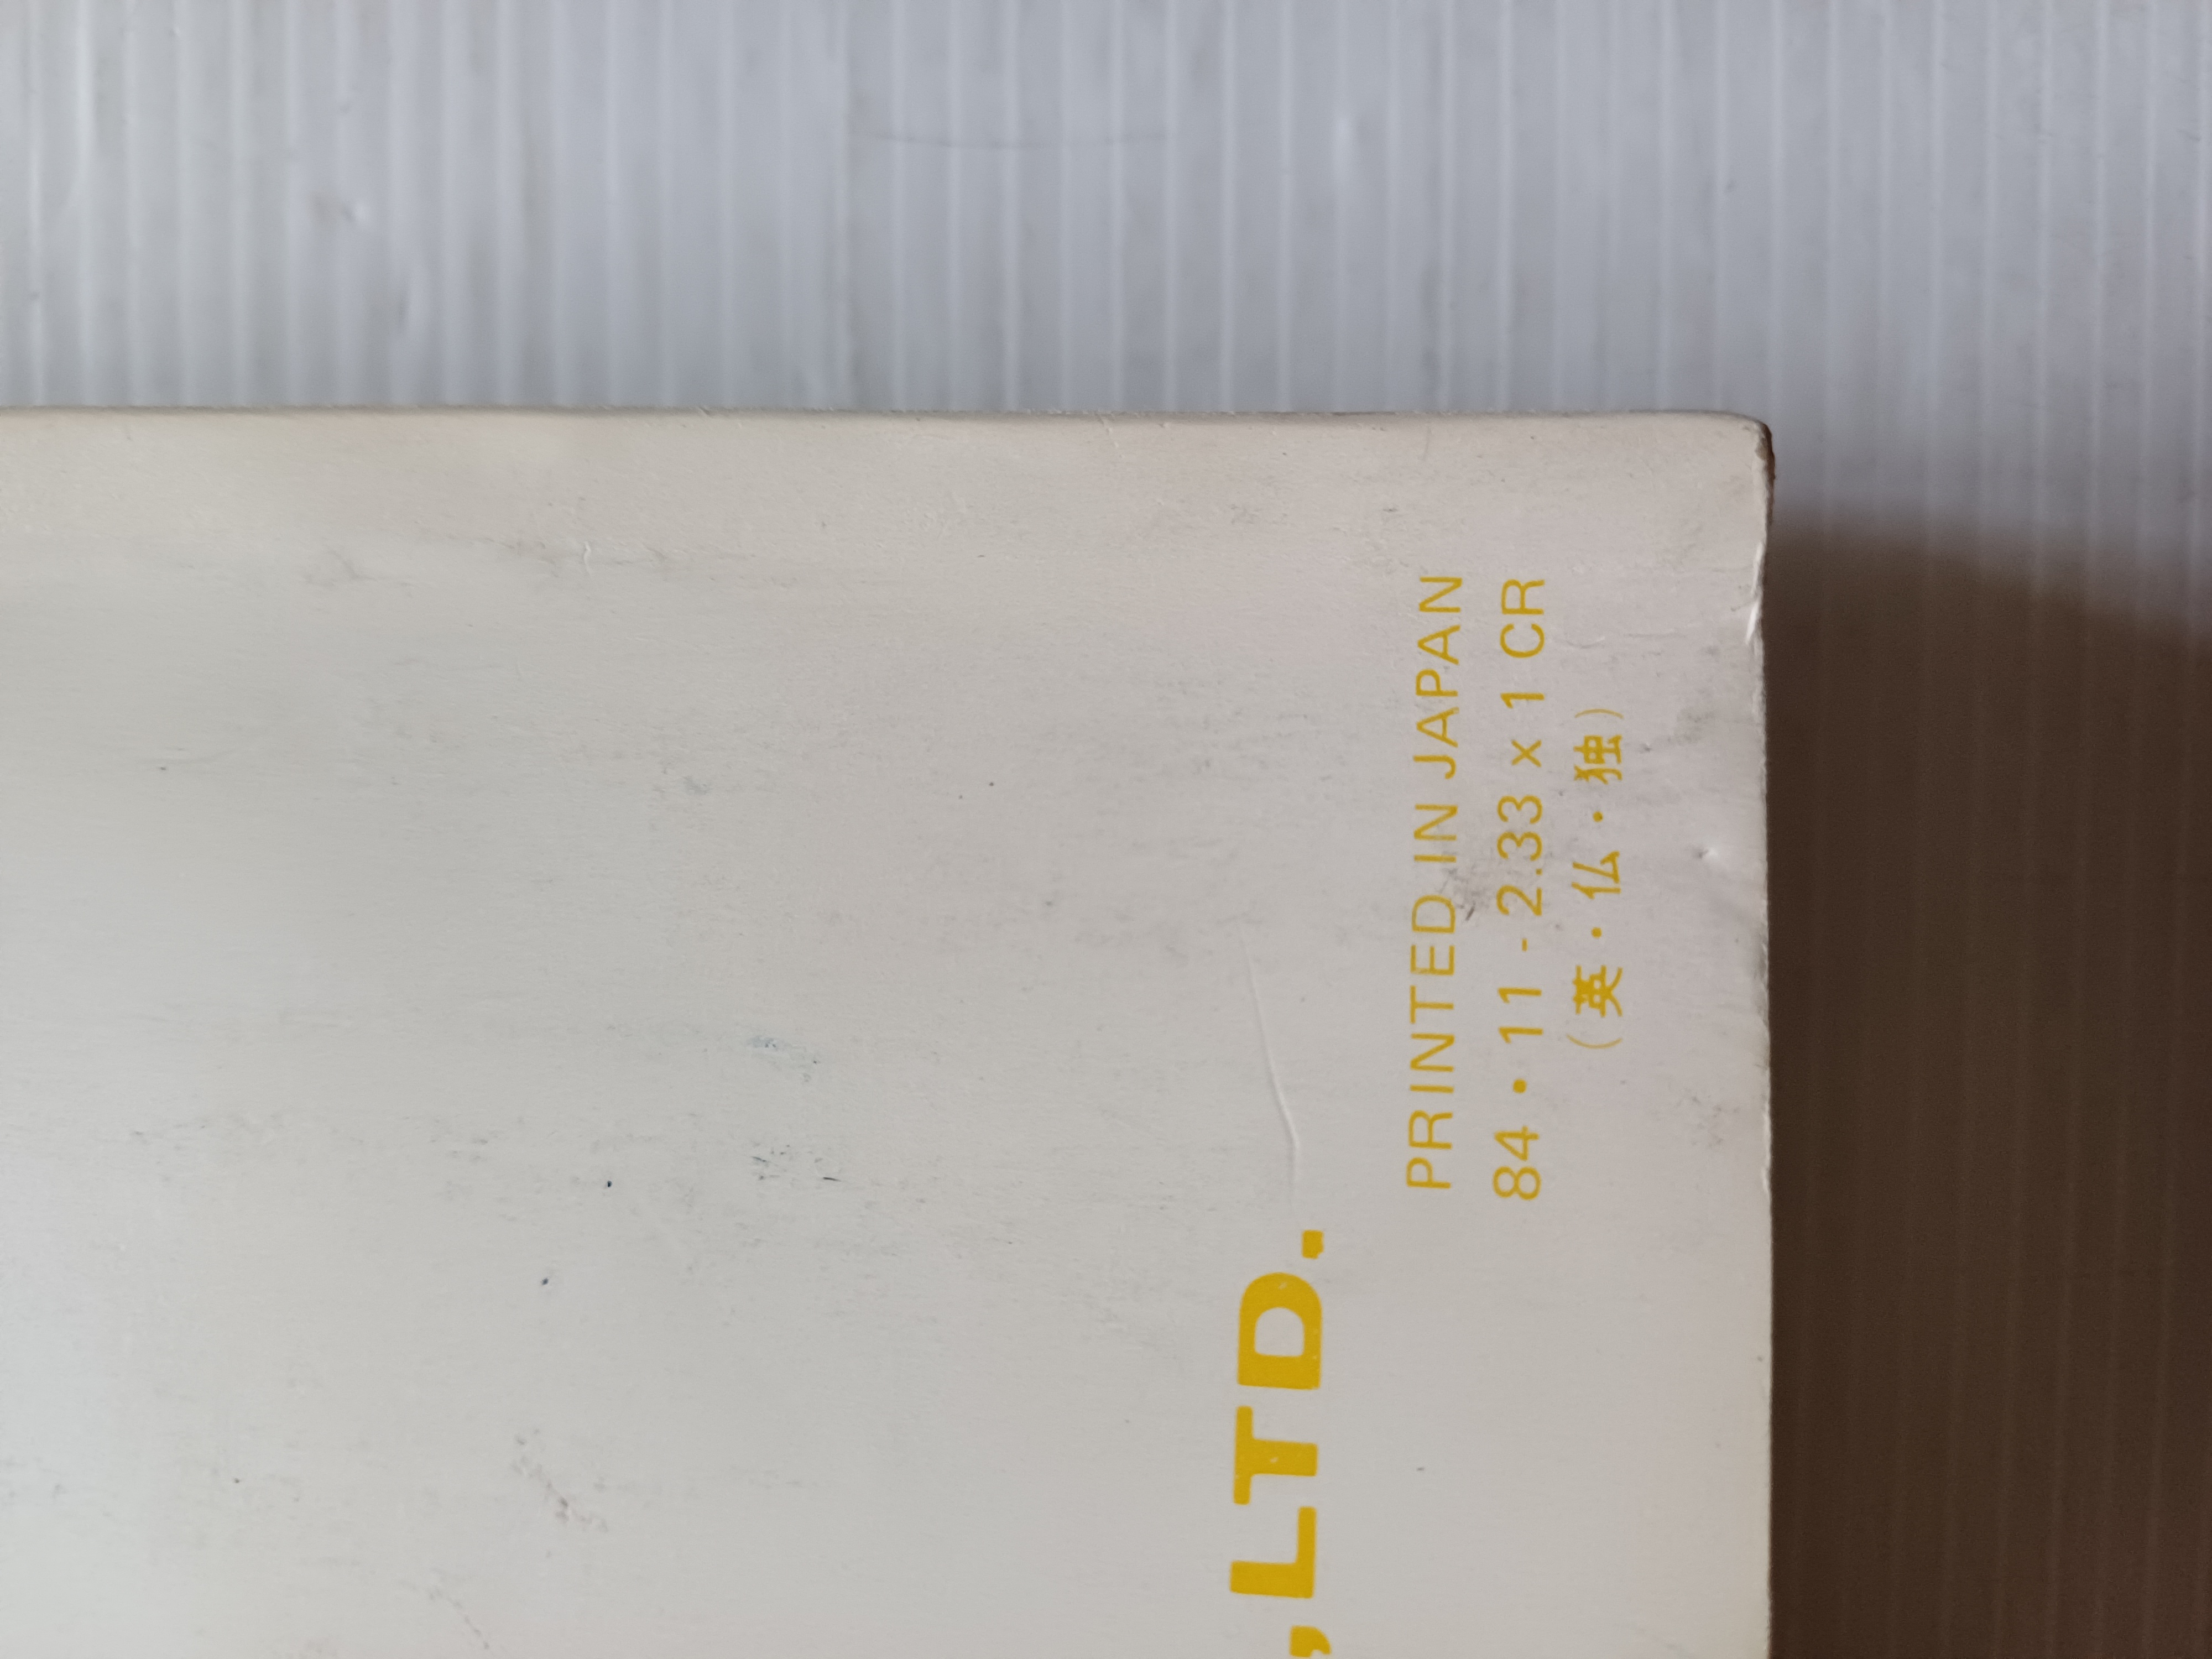 ,LTD.
PRINTED IN JAPAN
84・11 - 2.33 x 1 CR
(英・仏・独)